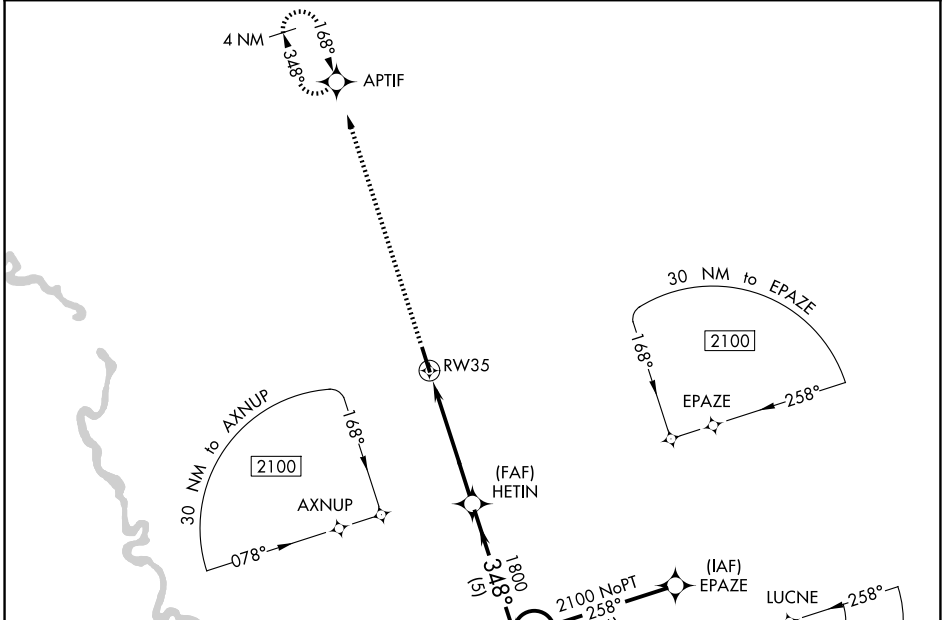 4 NM
168°
348°
APTIF
30 NM to EPAZE
2100
168°
RW35
EPAZE
258°
30 NM to AXNUP
168°
2100
(FAF)
HETIN
AXNUP
078°
1800
348°
(5)
(IAF)
EPAZE
2100 NoPT
258°
LUCNE
258°